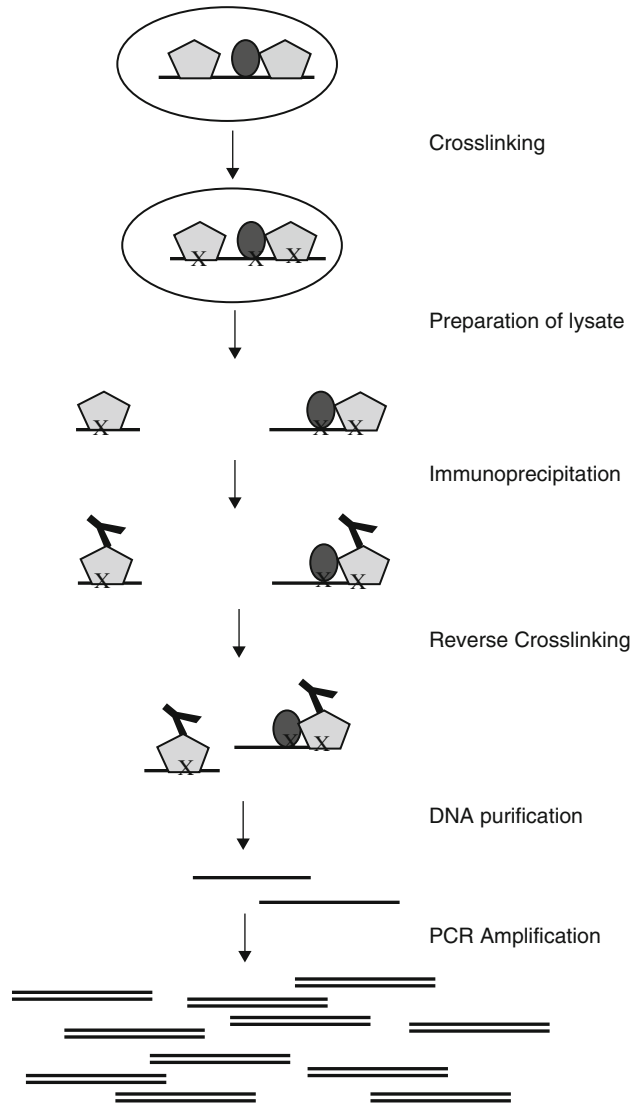 Crosslinking
X X X
Preparation of lysate
X X X
Immunoprecipitation
X X X
Reverse Crosslinking
X X X
DNA purification
PCR Amplification